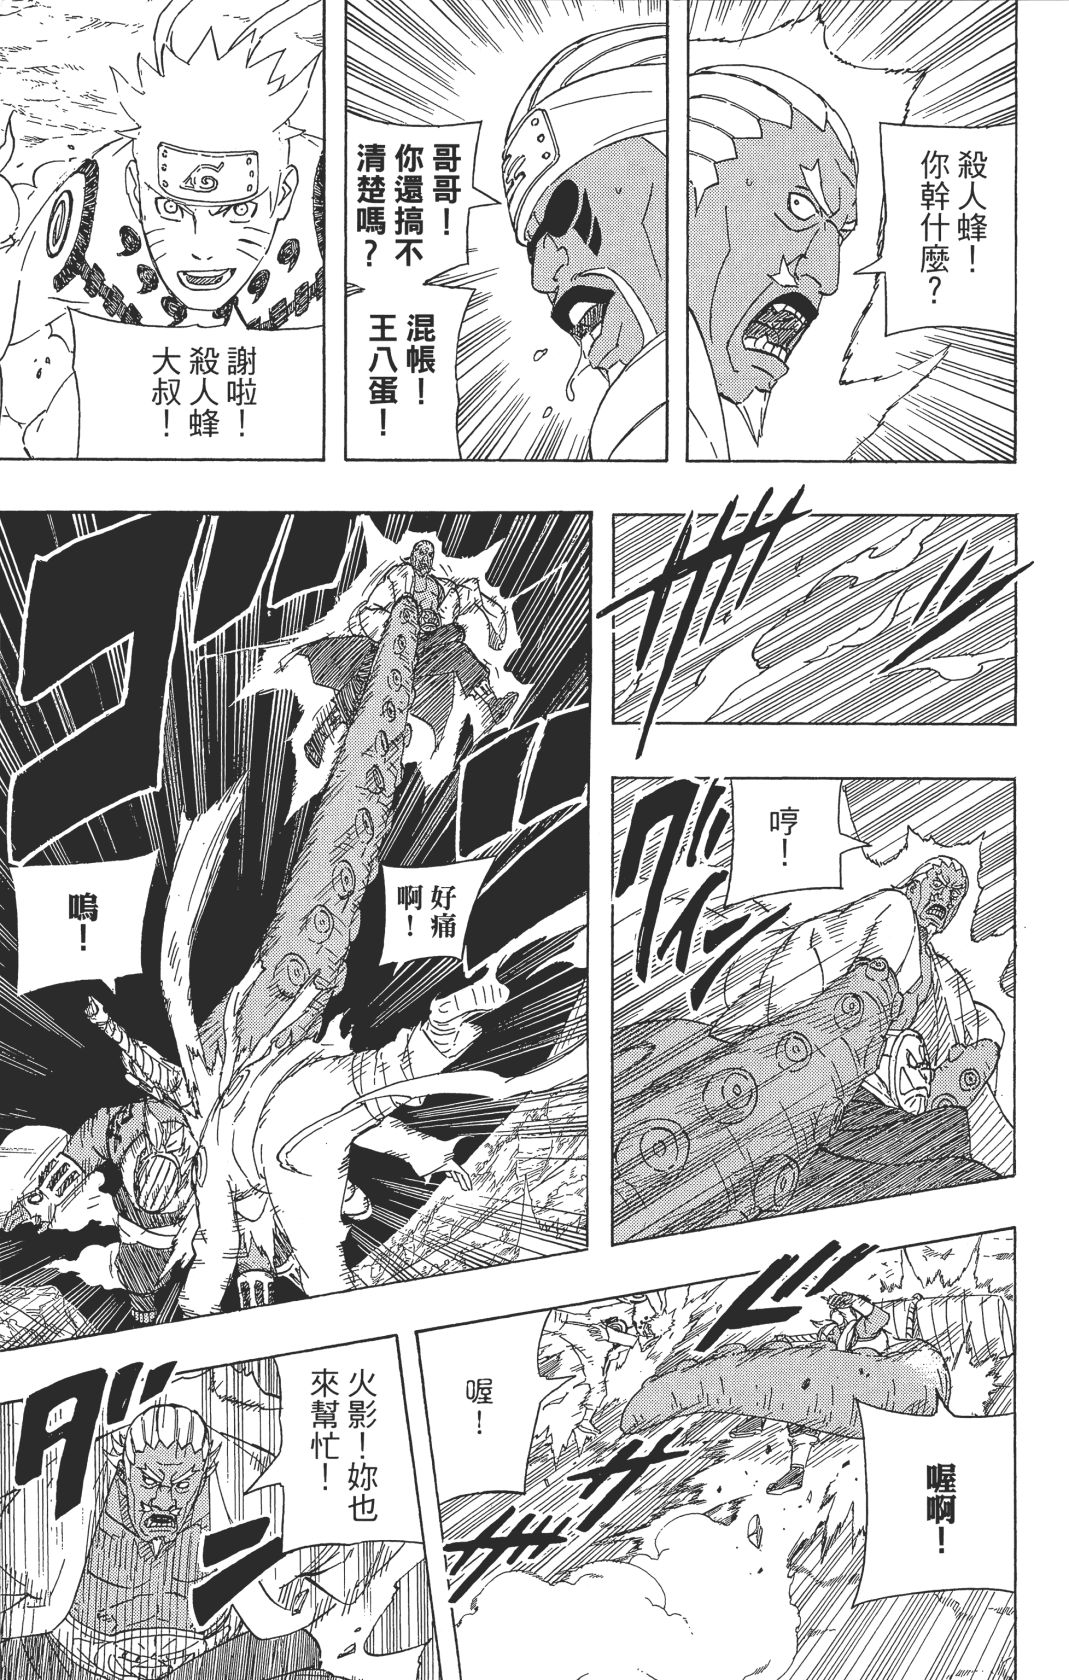 殺人蜂！
你幹什麼？
哥哥！
你還搞不
清楚嗎？
混帳！
王八蛋！
謝啦！
殺人蜂
大叔！
哼！
好痛
啊！
嗚！
喔啊！
喔！
火影！妳也
來幫忙！